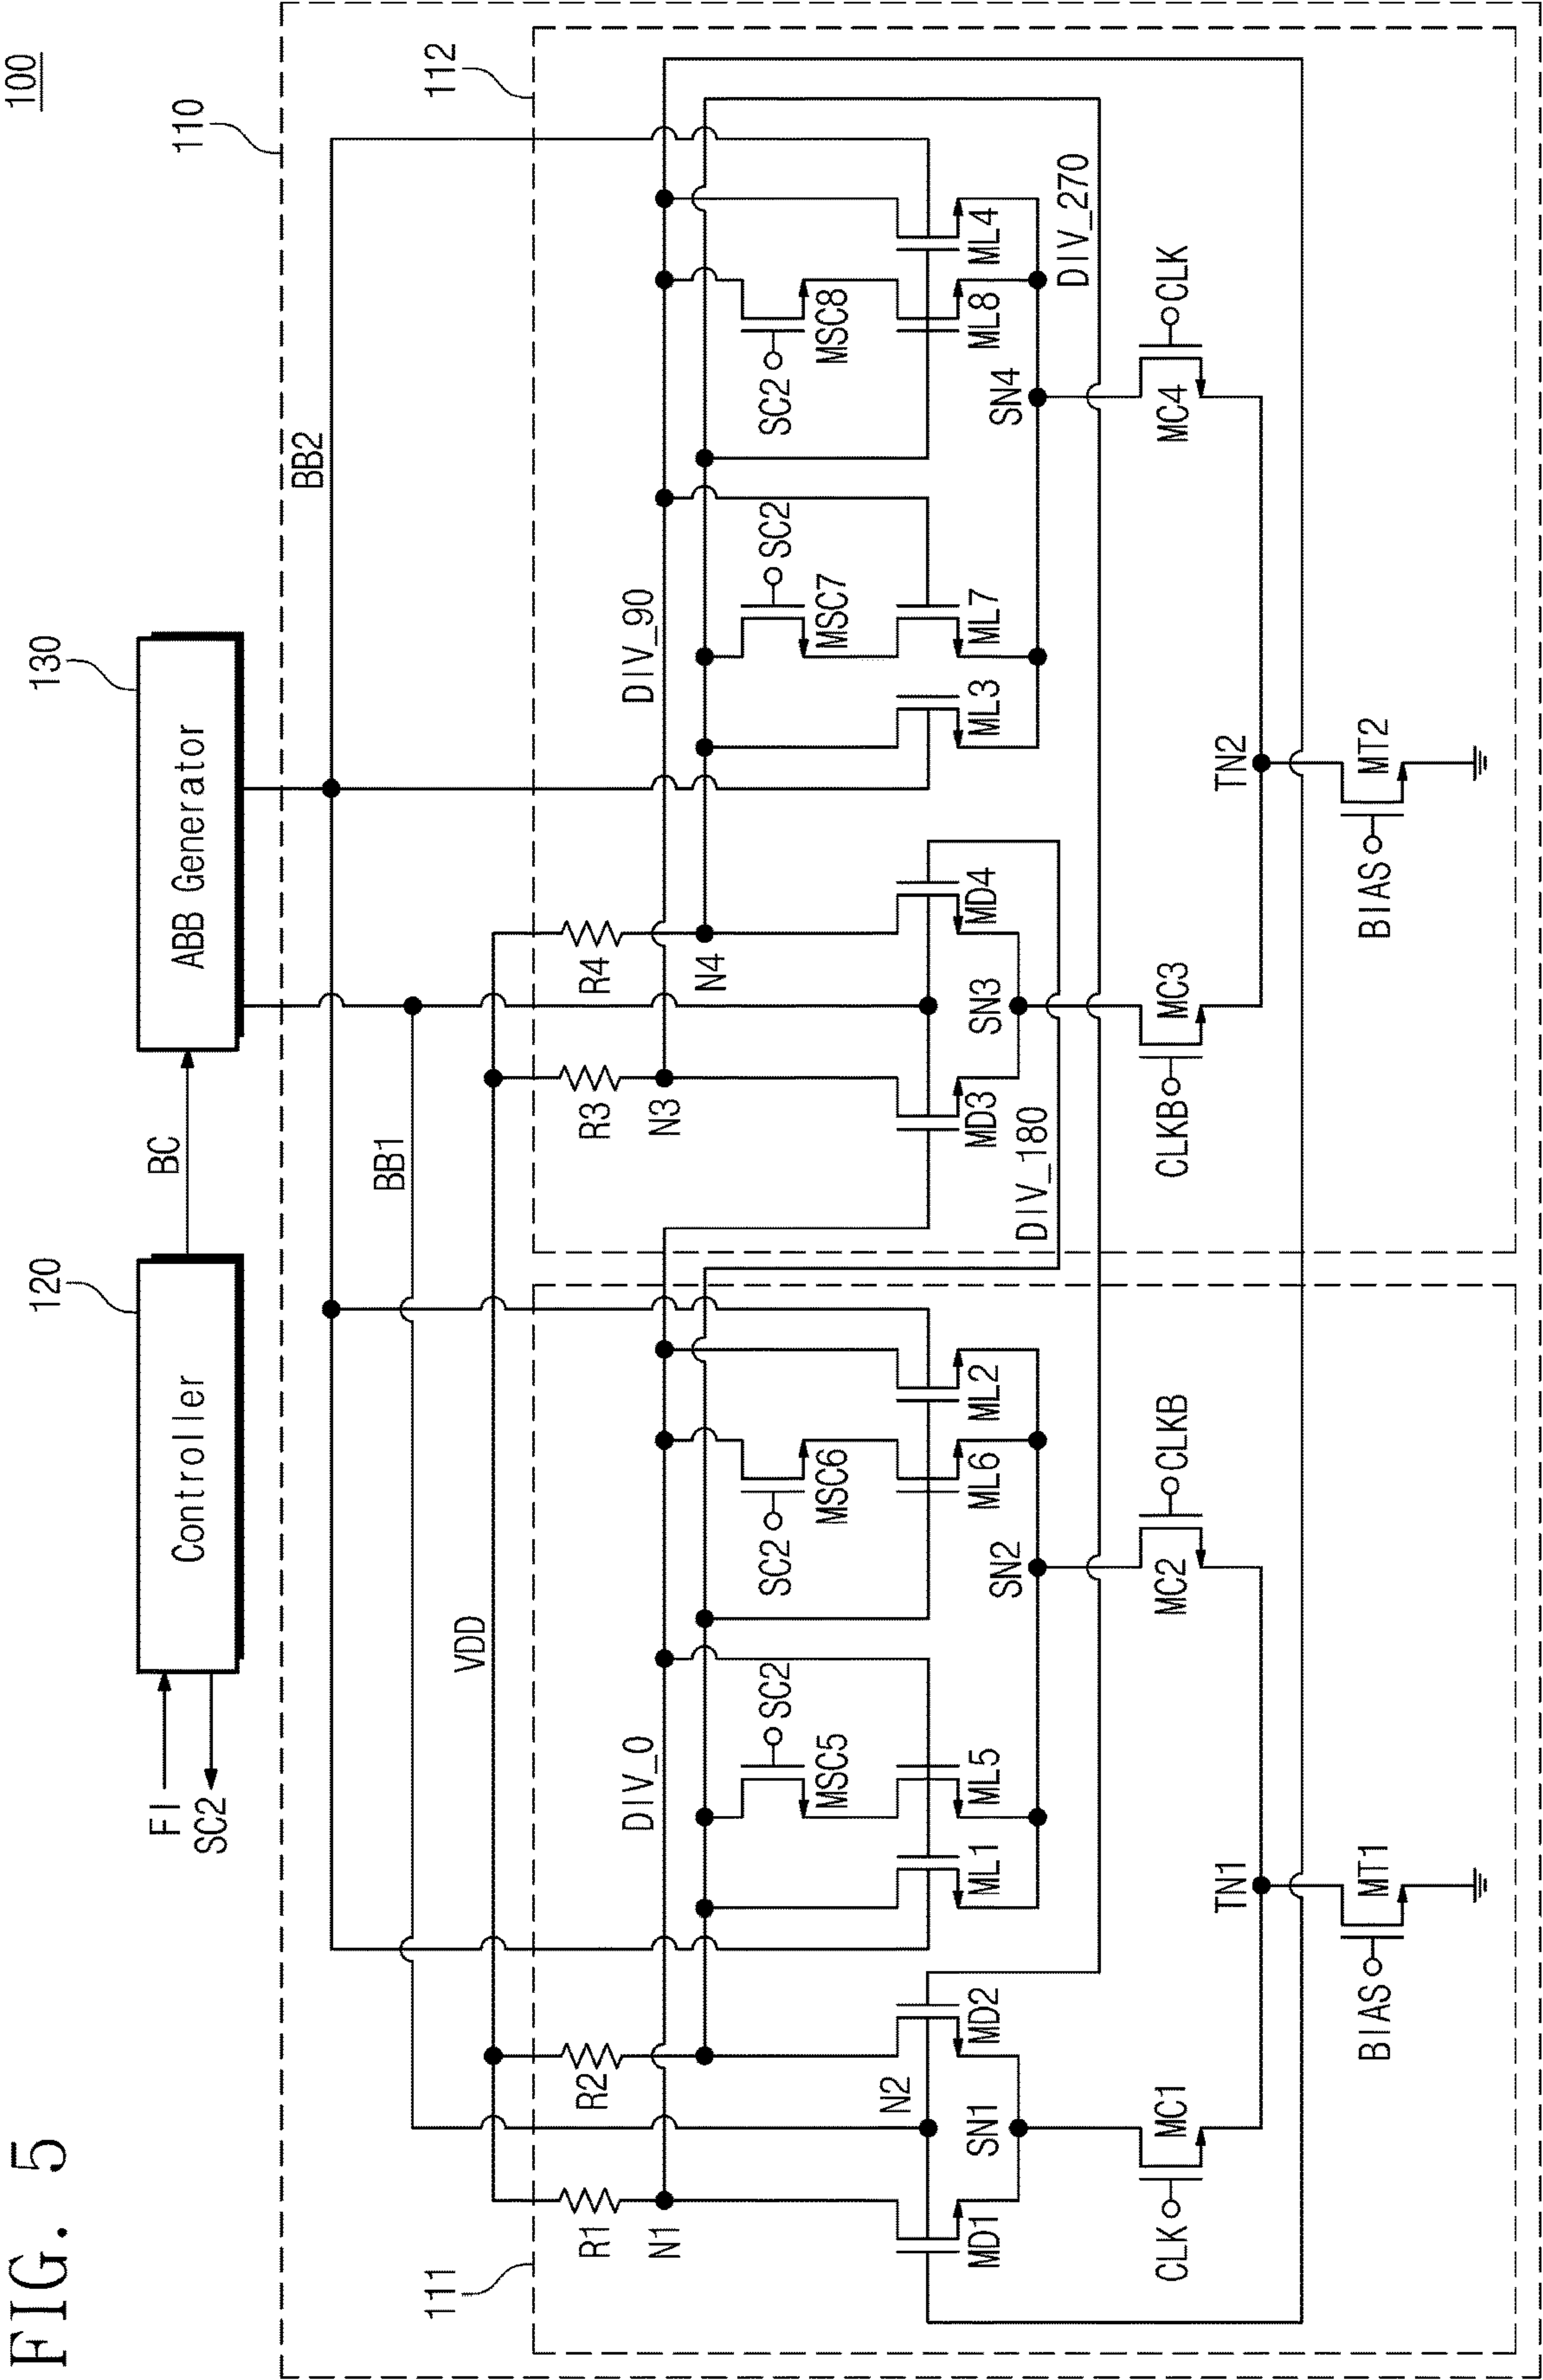 FIG. 5
100
120
130
Controller
ABB Generator
FI
SC2
BC
110
BB2
BB1
VDD
111
112
R1
R2
R3
R4
N1
DIV_0
N3
N4
DIV_90
SC2
MSC5
SC2
MSC6
SC2
MSC7
SC2
MSC8
N2
MD1
MD2
ML1
ML5
ML6
ML2
MD3
MD4
ML3
ML7
ML8
ML4
SN1
SN2
SN3
SN4
DIV_180
DIV_270
CLK
MC1
MC2
CLKB
CLKB
MC3
MC4
CLK
TN1
TN2
BIAS
MT1
BIAS
MT2